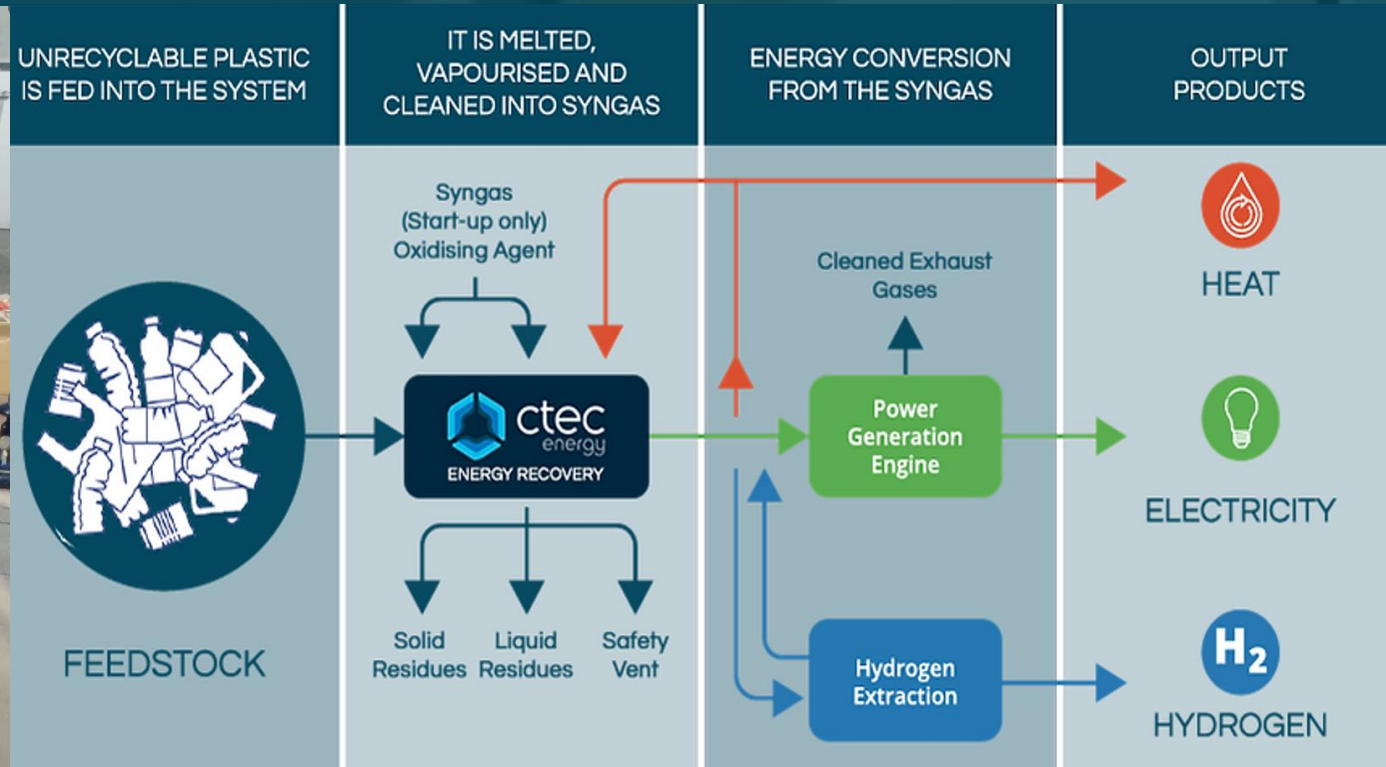 UNRECYCLABLE PLASTIC
IS FED INTO THE SYSTEM
IT IS MELTED,
VAPOURISED AND
CLEANED INTO SYNGAS
ENERGY CONVERSION
FROM THE SYNGAS
OUTPUT
PRODUCTS
Syngas
(Start-up only)
Oxidising Agent
Cleaned Exhaust
Gases
HEAT
ctec
energy
ENERGY RECOVERY
Power
Generation
Engine
ELECTRICITY
Solid
Residues
Liquid
Residues
Safety
Vent
FEEDSTOCK
Hydrogen
Extraction
H2
HYDROGEN